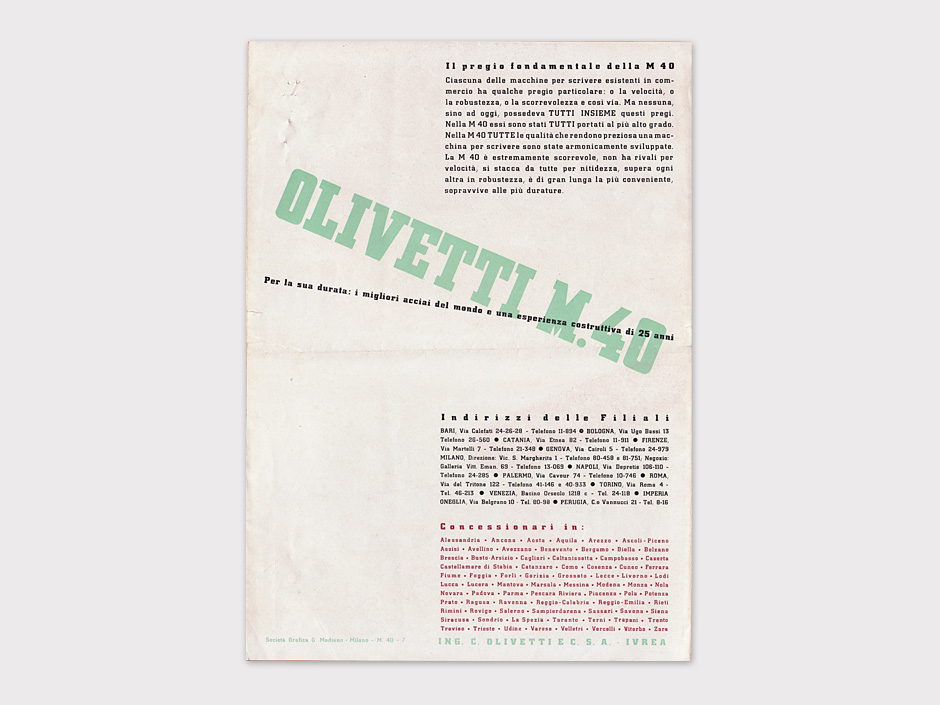 Il pregio fondamentale della M 40
Ciascuna delle macchine per scrivere esistenti in com-
mercio ha qualche pregio particolare: o la velocità, o
la robustezza, o la scorrevolezza e così via. Ma nessuna,
sino ad oggi, possedeva TUTTI INSIEME questi pregi.
Nella M 40 essi sono stati TUTTI portati al più alto grado.
Nella M 40 TUTTE le qualità che rendono preziosa una mac-
china per scrivere sono state armonicamente sviluppate.
La M 40 è estremamente scorrevole, non ha rivali per
velocità, si stacca da tutte per nitidezza, supera ogni
altra in robustezza, è di gran lunga la più conveniente,
sopravvive alle più durature.
OLIVETTI M.40
Per la sua durata: i migliori acciai del mondo e una esperienza costruttiva di 25 anni
Indirizzi delle Filiali
BARI, Via Calefati 24-26-28 - Telefono 11-894 ● BOLOGNA, Via Ugo Bassi 13
Telefono 26-560 ● CATANIA, Via Etnea 82 - Telefono 11-911 ● FIRENZE,
Via Martelli 7 - Telefono 21-348 ● GENOVA, Via Cairoli 5 - Telefono 24-979
MILANO, Direzione: Vic. S. Margherita 1 - Telefono 80-458 e 81-751, Negozio:
Galleria Vitt. Eman. 69 - Telefono 13-069 ● NAPOLI, Via Depretis 106-110 -
Telefono 24-285 ● PALERMO, Via Cavour 74 - Telefono 10-746 ● ROMA,
Via del Tritone 122 - Telefono 41-146 e 40-933 ● TORINO, Via Roma 4 -
Tel. 46-213 ● VENEZIA, Bacino Orseolo 1218 c - Tel. 24-118 ● IMPERIA
ONEGLIA, Via Belgrano 10 - Tel. 80-98 ● PERUGIA, C.o Vannucci 21 - Tel. 8-16
Concessionari in:
Alessandria • Ancona • Aosta • Aquila • Arezzo • Ascoli-Piceno
Assisi • Avellino • Avezzano • Benevento • Bergamo • Biella • Bolzano
Brescia • Busto-Arsizio • Cagliari • Caltanissetta • Campobasso • Caserta
Castellamare di Stabia • Catanzaro • Como • Cosenza • Cuneo • Ferrara
Fiume • Foggia • Forlì • Gorizia • Grosseto • Lecce • Livorno • Lodi
Lucca • Lucera • Mantova • Marsala • Messina • Modena • Monza • Nola
Novara • Padova • Parma • Pescara Riviera • Piacenza • Pola • Potenza
Prato • Ragusa • Ravenna • Reggio-Calabria • Reggio-Emilia • Rieti
Rimini • Rovigo • Salerno • Sampierdarena • Sassari • Savona • Siena
Siracusa • Sondrio • La Spezia • Taranto • Terni • Trapani • Trento
Treviso • Trieste • Udine • Varese • Velletri • Vercelli • Viterbo • Zara
Società Grafica G. Modiano - Milano - M. 40 - 7
ING. C. OLIVETTI E C. S. A. - IVREA